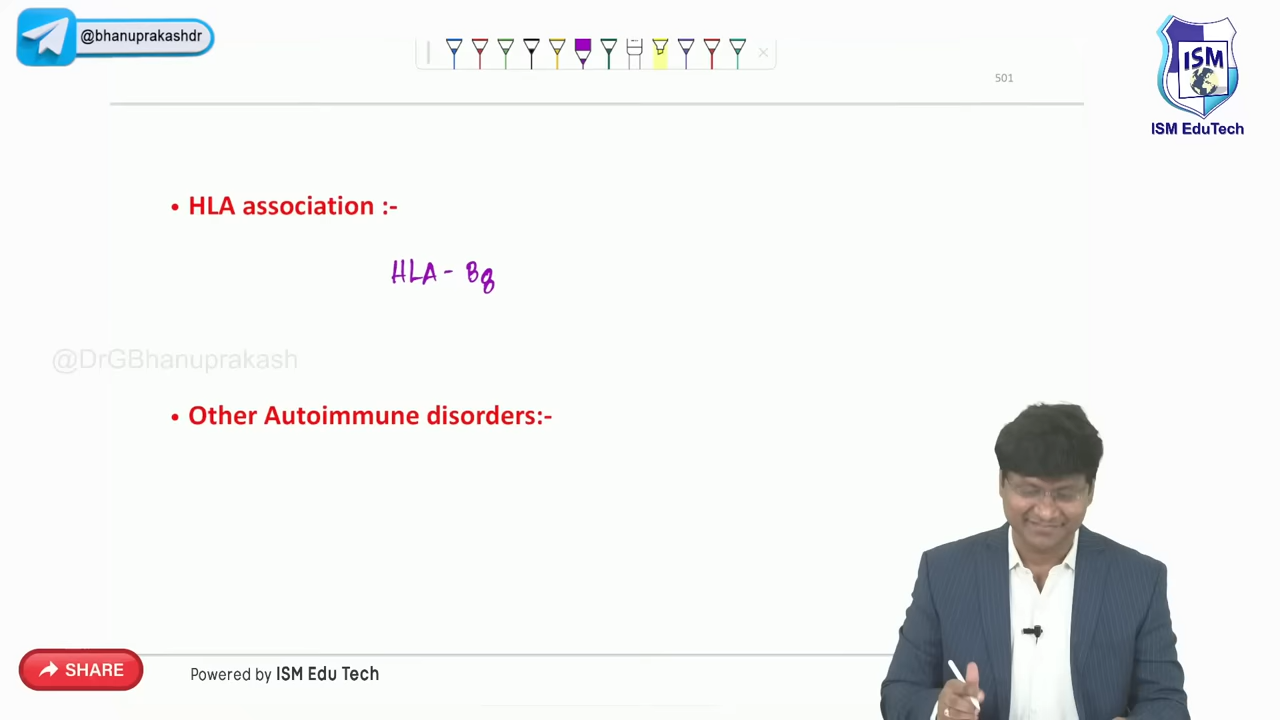 @bhanuprakashdr
501
ISM
ISM EduTech
• HLA association :-
HLA - B8
@DrGBhanuprakash
• Other Autoimmune disorders:-
SHARE
Powered by ISM Edu Tech